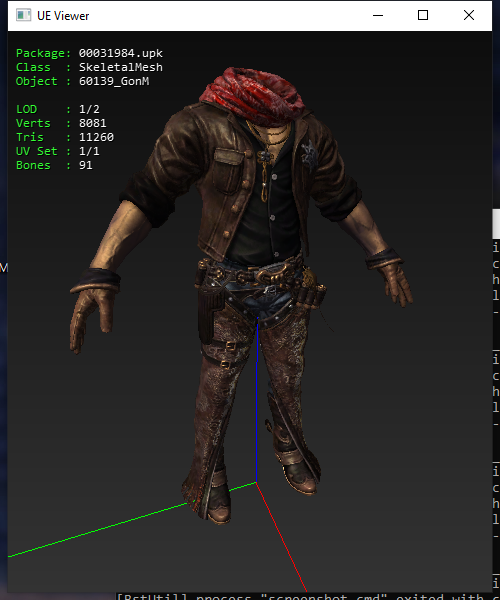 UE Viewer
Package: 00031984.upk
Class : SkeletalMesh
Object : 60139_GonM
LOD : 1/2
Verts : 8081
Tris : 11260
UV Set : 1/1
Bones : 91
M
i
c
h
l
-
i
c
h
l
-
i
c
h
l
-
i
[BstUtil] process "screenshot.cmd" exited with c